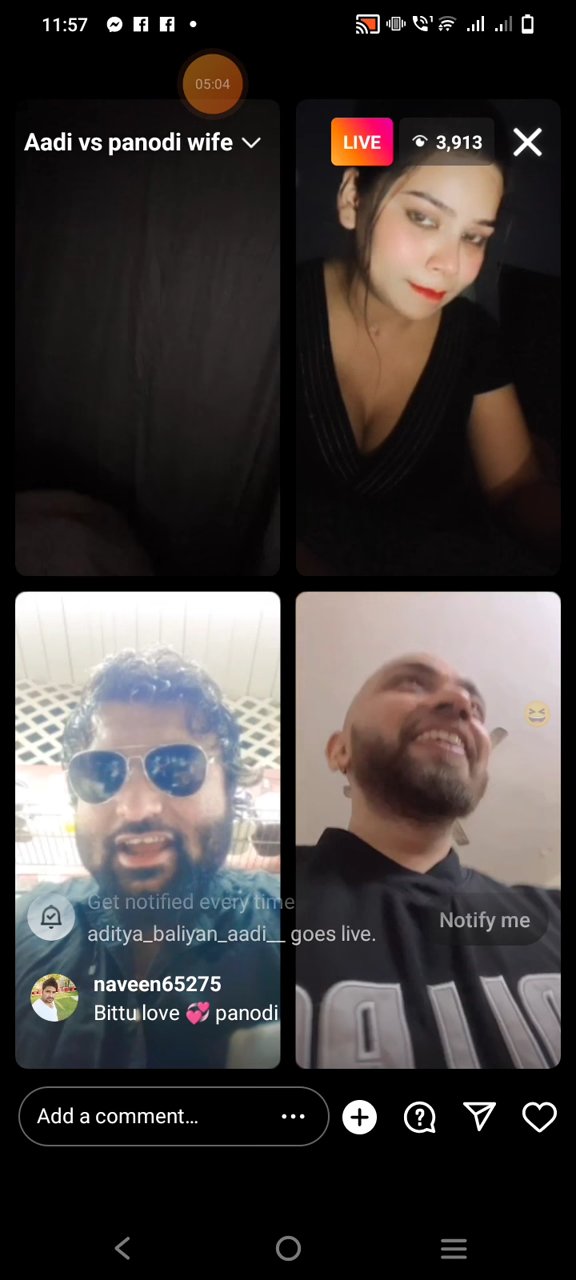 11:57
05:04
Aadi vs panodi wife
LIVE
3,913
Get notified every time
aditya_baliyan_aadi__ goes live.
Notify me
naveen65275
Bittu love 💞 panodi
Add a comment...